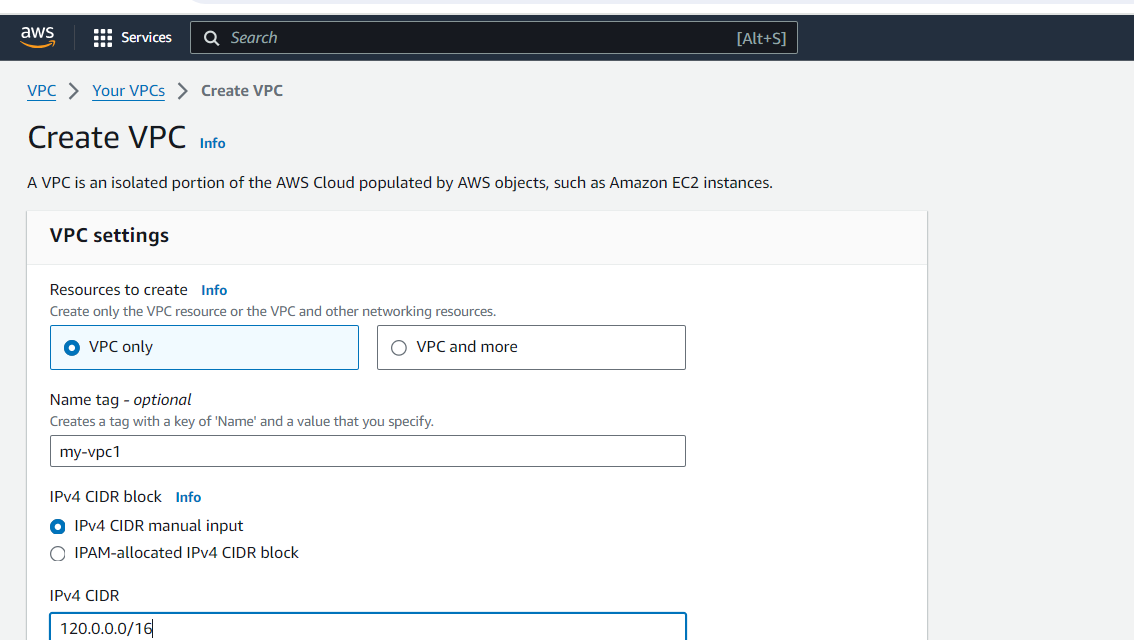 aws Services Search [Alt+S]
VPC Your VPCs Create VPC
Create VPC Info
A VPC is an isolated portion of the AWS Cloud populated by AWS objects, such as Amazon EC2 instances.
VPC settings
Resources to create Info
Create only the VPC resource or the VPC and other networking resources.
VPC only VPC and more
Name tag - optional
Creates a tag with a key of 'Name' and a value that you specify.
my-vpc1
IPv4 CIDR block Info
IPv4 CIDR manual input
IPAM-allocated IPv4 CIDR block
IPv4 CIDR
120.0.0.0/16